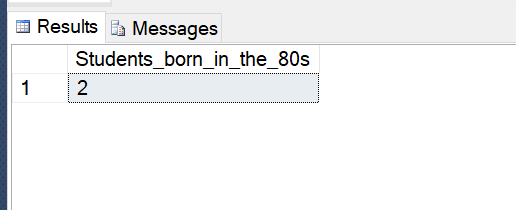 Results Messages
Students_born_in_the_80s
1 2